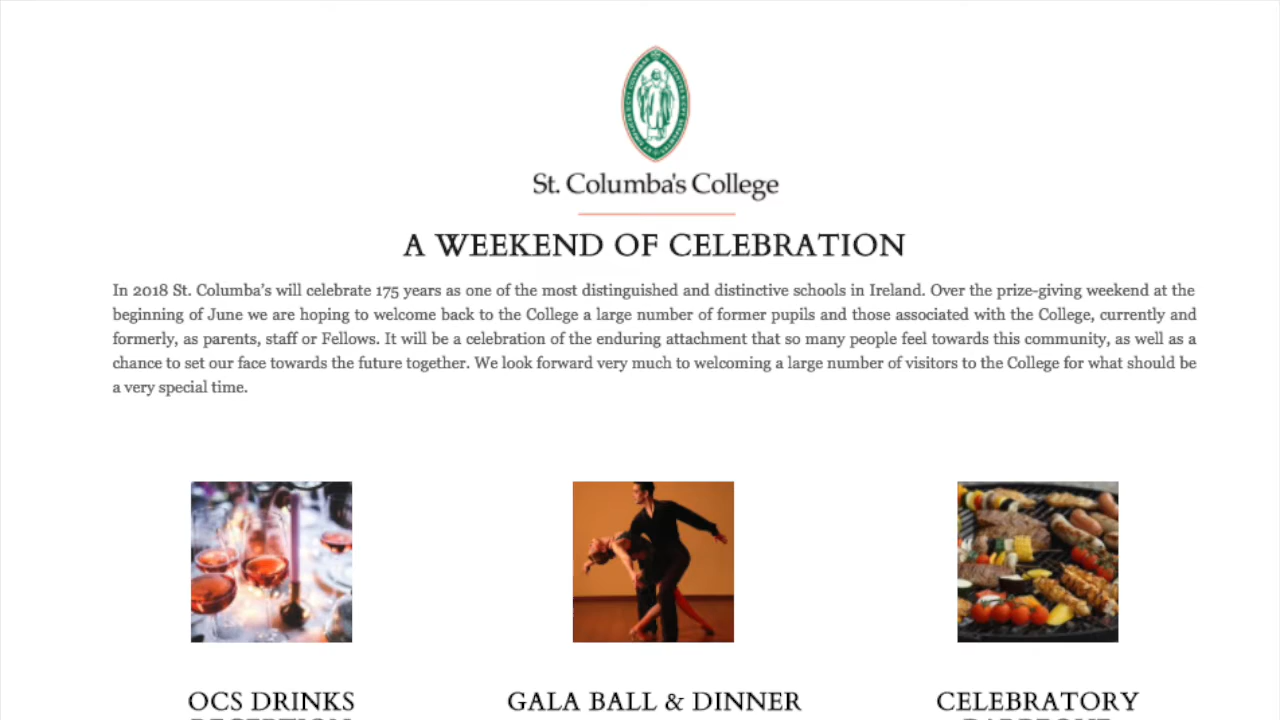 St. Columba's College
A WEEKEND OF CELEBRATION
In 2018 St. Columba's will celebrate 175 years as one of the most distinguished and distinctive schools in Ireland. Over the prize-giving weekend at the
beginning of June we are hoping to welcome back to the College a large number of former pupils and those associated with the College, currently and
formerly, as parents, staff or Fellows. It will be a celebration of the enduring attachment that so many people feel towards this community, as well as a
chance to set our face towards the future together. We look forward very much to welcoming a large number of visitors to the College for what should be
a very special time.
OCS DRINKS
GALA BALL & DINNER
CELEBRATORY